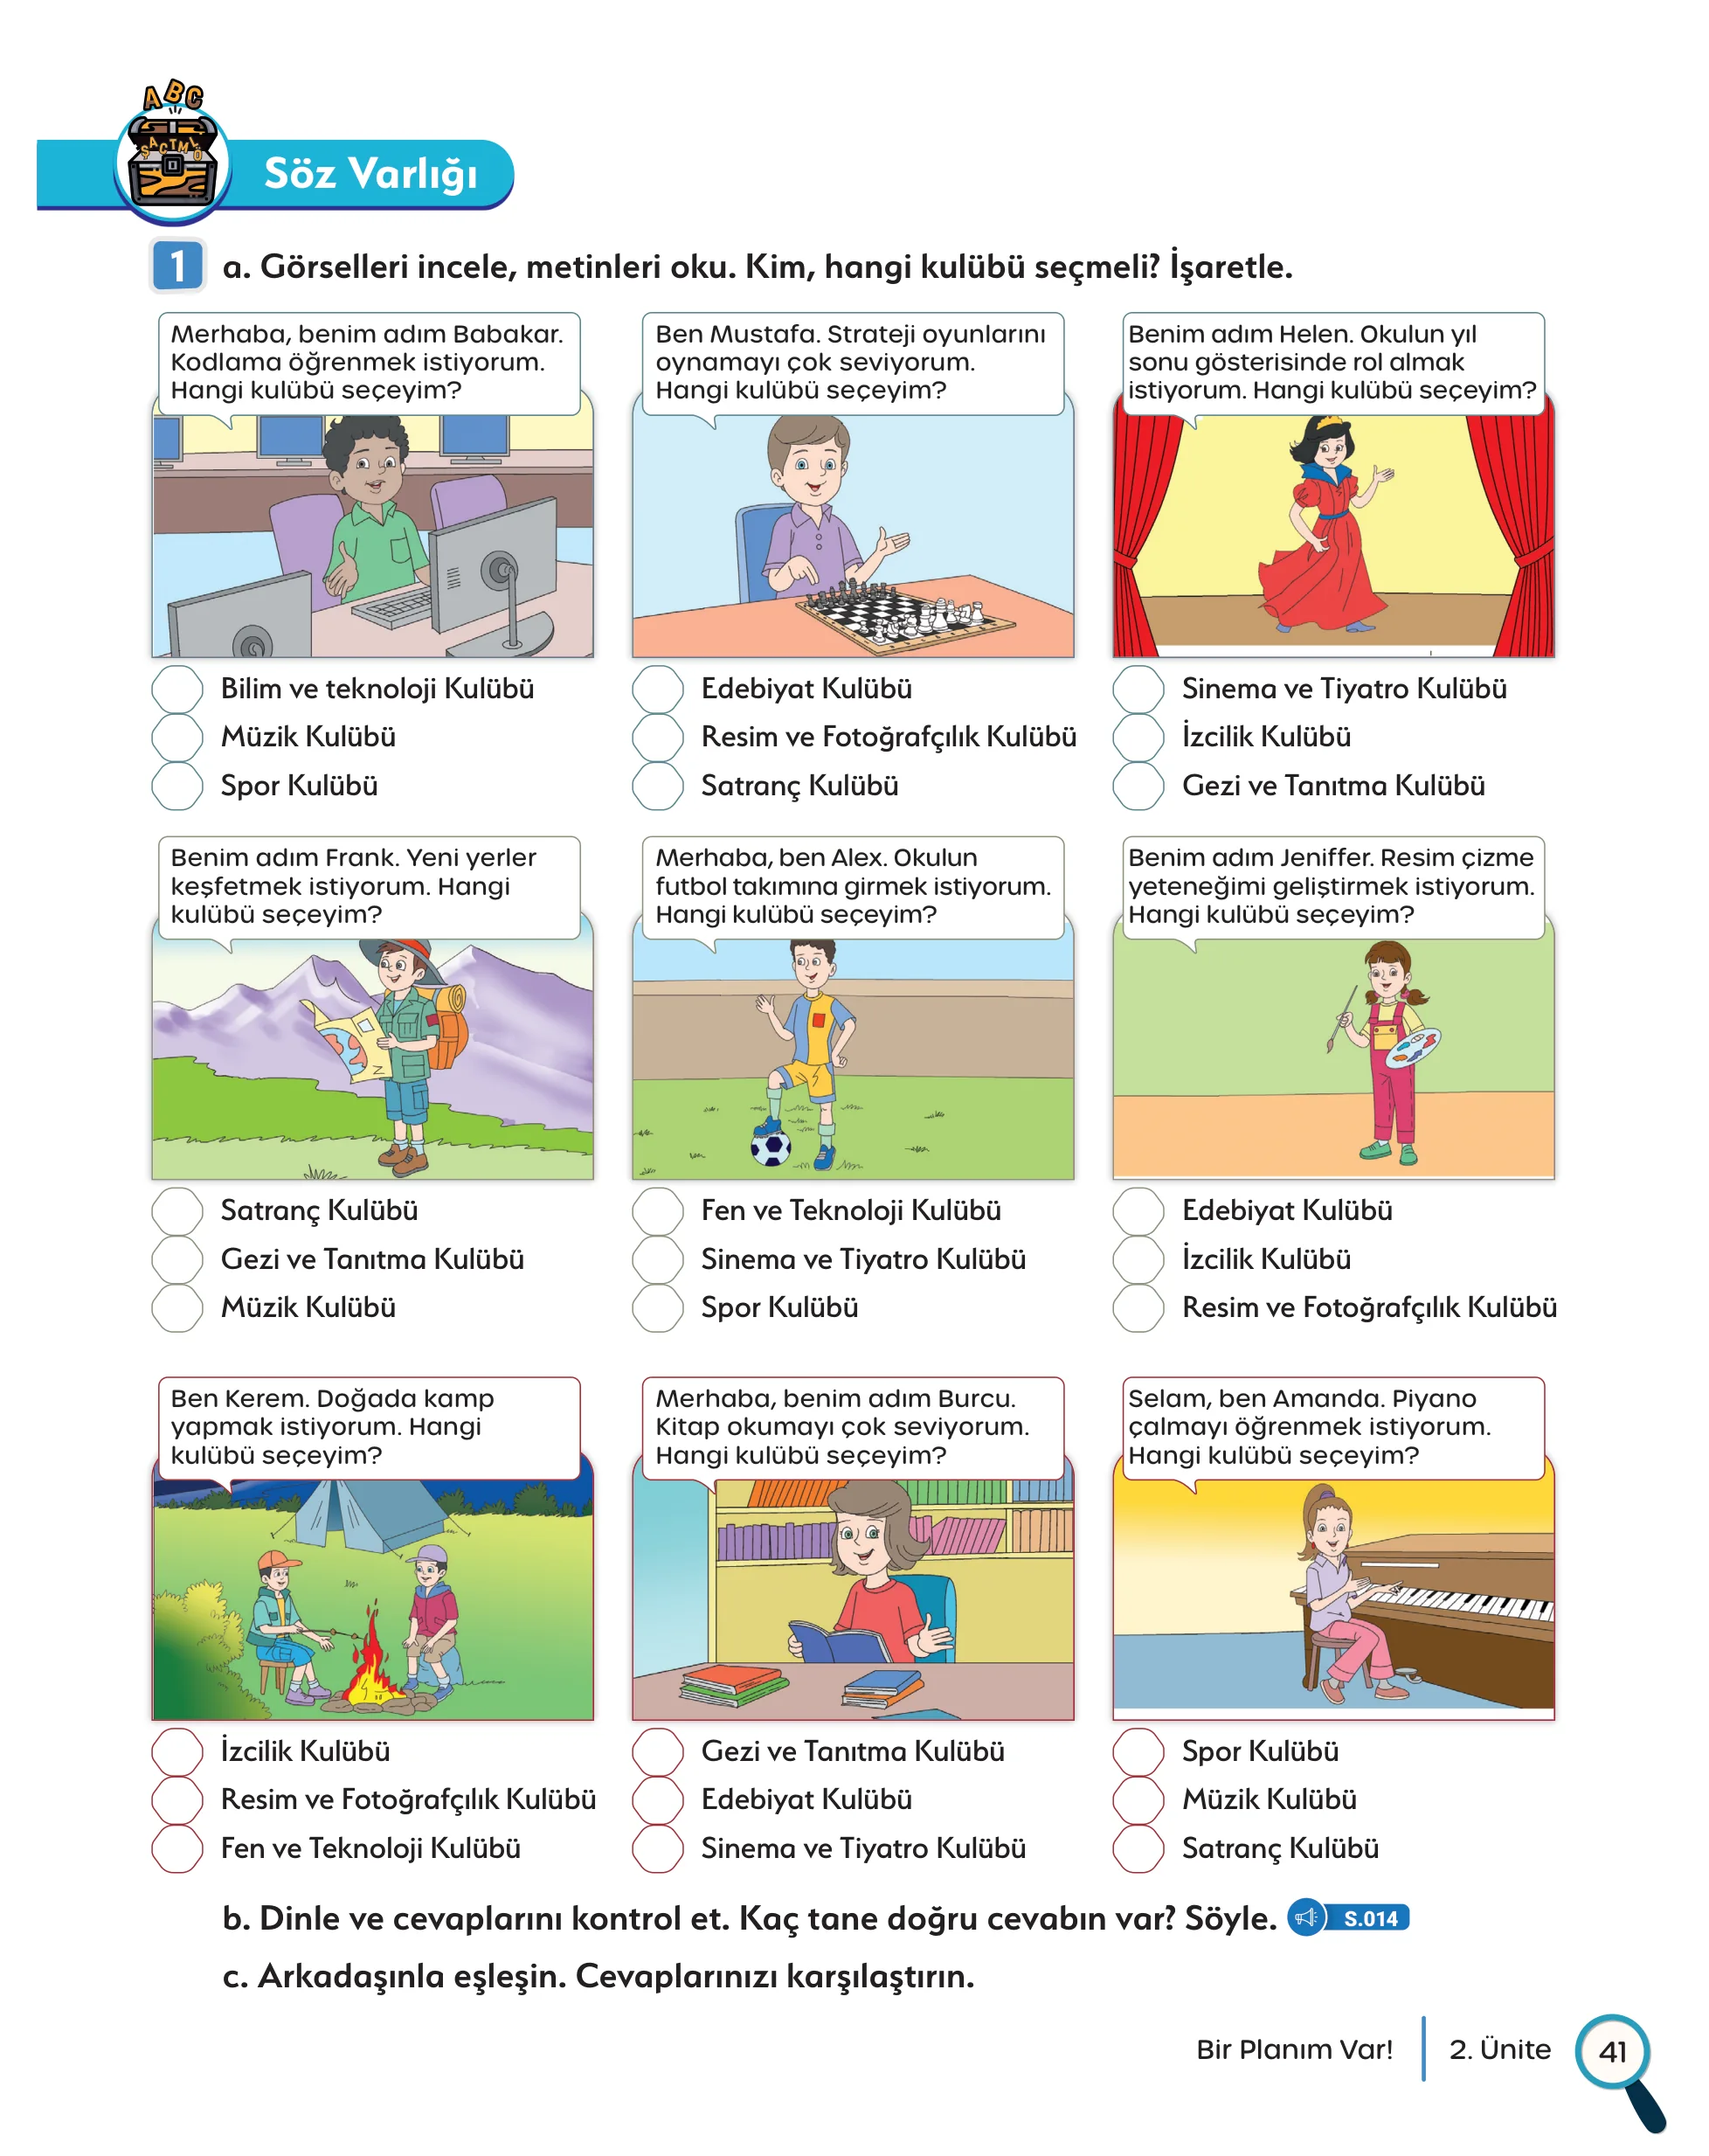 ABC
Söz Varlığı
1 a. Görselleri incele, metinleri oku. Kim, hangi kulübü seçmeli? İşaretle.
Merhaba, benim adım Babakar.
Kodlama öğrenmek istiyorum.
Hangi kulübü seçeyim?
Bilim ve teknoloji Kulübü
Müzik Kulübü
Spor Kulübü
Ben Mustafa. Strateji oyunlarını
oynamayı çok seviyorum.
Hangi kulübü seçeyim?
Edebiyat Kulübü
Resim ve Fotoğrafçılık Kulübü
Satranç Kulübü
Benim adım Helen. Okulun yıl
sonu gösterisinde rol almak
istiyorum. Hangi kulübü seçeyim?
Sinema ve Tiyatro Kulübü
İzcilik Kulübü
Gezi ve Tanıtma Kulübü
Benim adım Frank. Yeni yerler
keşfetmek istiyorum. Hangi
kulübü seçeyim?
Satranç Kulübü
Gezi ve Tanıtma Kulübü
Müzik Kulübü
Merhaba, ben Alex. Okulun
futbol takımına girmek istiyorum.
Hangi kulübü seçeyim?
Fen ve Teknoloji Kulübü
Sinema ve Tiyatro Kulübü
Spor Kulübü
Benim adım Jeniffer. Resim çizme
yeteneğimi geliştirmek istiyorum.
Hangi kulübü seçeyim?
Edebiyat Kulübü
İzcilik Kulübü
Resim ve Fotoğrafçılık Kulübü
Ben Kerem. Doğada kamp
yapmak istiyorum. Hangi
kulübü seçeyim?
İzcilik Kulübü
Resim ve Fotoğrafçılık Kulübü
Fen ve Teknoloji Kulübü
Merhaba, benim adım Burcu.
Kitap okumayı çok seviyorum.
Hangi kulübü seçeyim?
Gezi ve Tanıtma Kulübü
Edebiyat Kulübü
Sinema ve Tiyatro Kulübü
Selam, ben Amanda. Piyano
çalmayı öğrenmek istiyorum.
Hangi kulübü seçeyim?
Spor Kulübü
Müzik Kulübü
Satranç Kulübü
b. Dinle ve cevaplarını kontrol et. Kaç tane doğru cevabın var? Söyle. S.014
c. Arkadaşınla eşleşin. Cevaplarınızı karşılaştırın.
Bir Planım Var! 2. Ünite 41